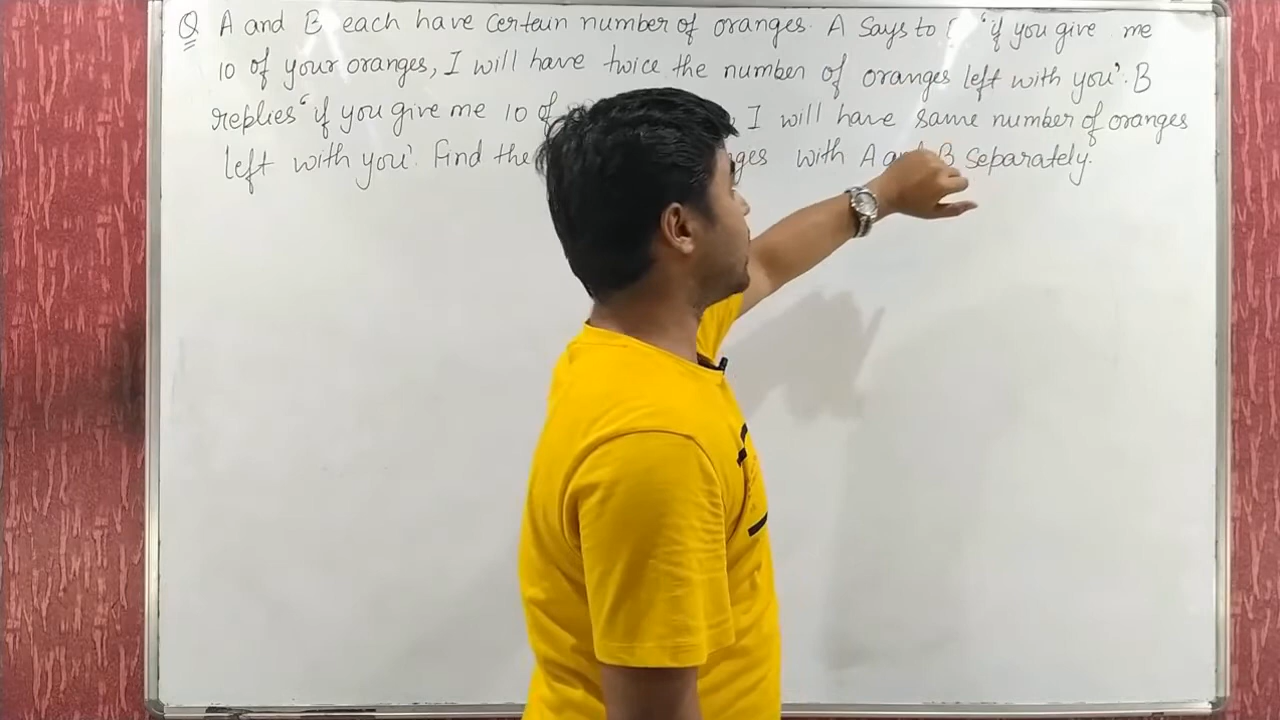 Q A and B each have certain number of oranges. A says to 'if you give me
10 of your oranges, I will have twice the number of oranges left with you'. B
replies 'if you give me 10 of I will have same number of oranges
left with you'. Find the with A B separately.